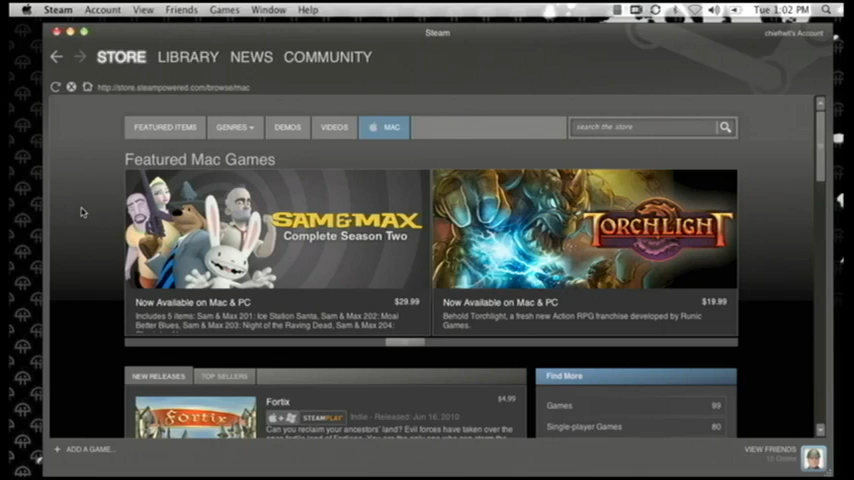 Steam Account View Friends Games Window Help
Tue 1:02 PM
Steam
chiefwit's Account
STORE LIBRARY NEWS COMMUNITY
http://store.steampowered.com/browse/mac
FEATURED ITEMS GENRES DEMOS VIDEOS MAC
search the store
Featured Mac Games
SAM&MAX
Complete Season Two
TORCHLIGHT
Now Available on Mac & PC $29.99
Includes 5 items: Sam & Max 201: Ice Station Santa, Sam & Max 202: Moai
Better Blues, Sam & Max 203: Night of the Raving Dead, Sam & Max 204:
Now Available on Mac & PC $19.99
Behold Torchlight, a fresh new Action RPG franchise developed by Runic
Games.
NEW RELEASES TOP SELLERS
Fortix
Fortix $4.99
STEAMPLAY Indie - Released: Jun 16, 2010
Can you reclaim your ancestors' land? Evil forces have taken over the
Find More
Games 99
Single-player Games 80
+ ADD A GAME...
VIEW FRIENDS
Online